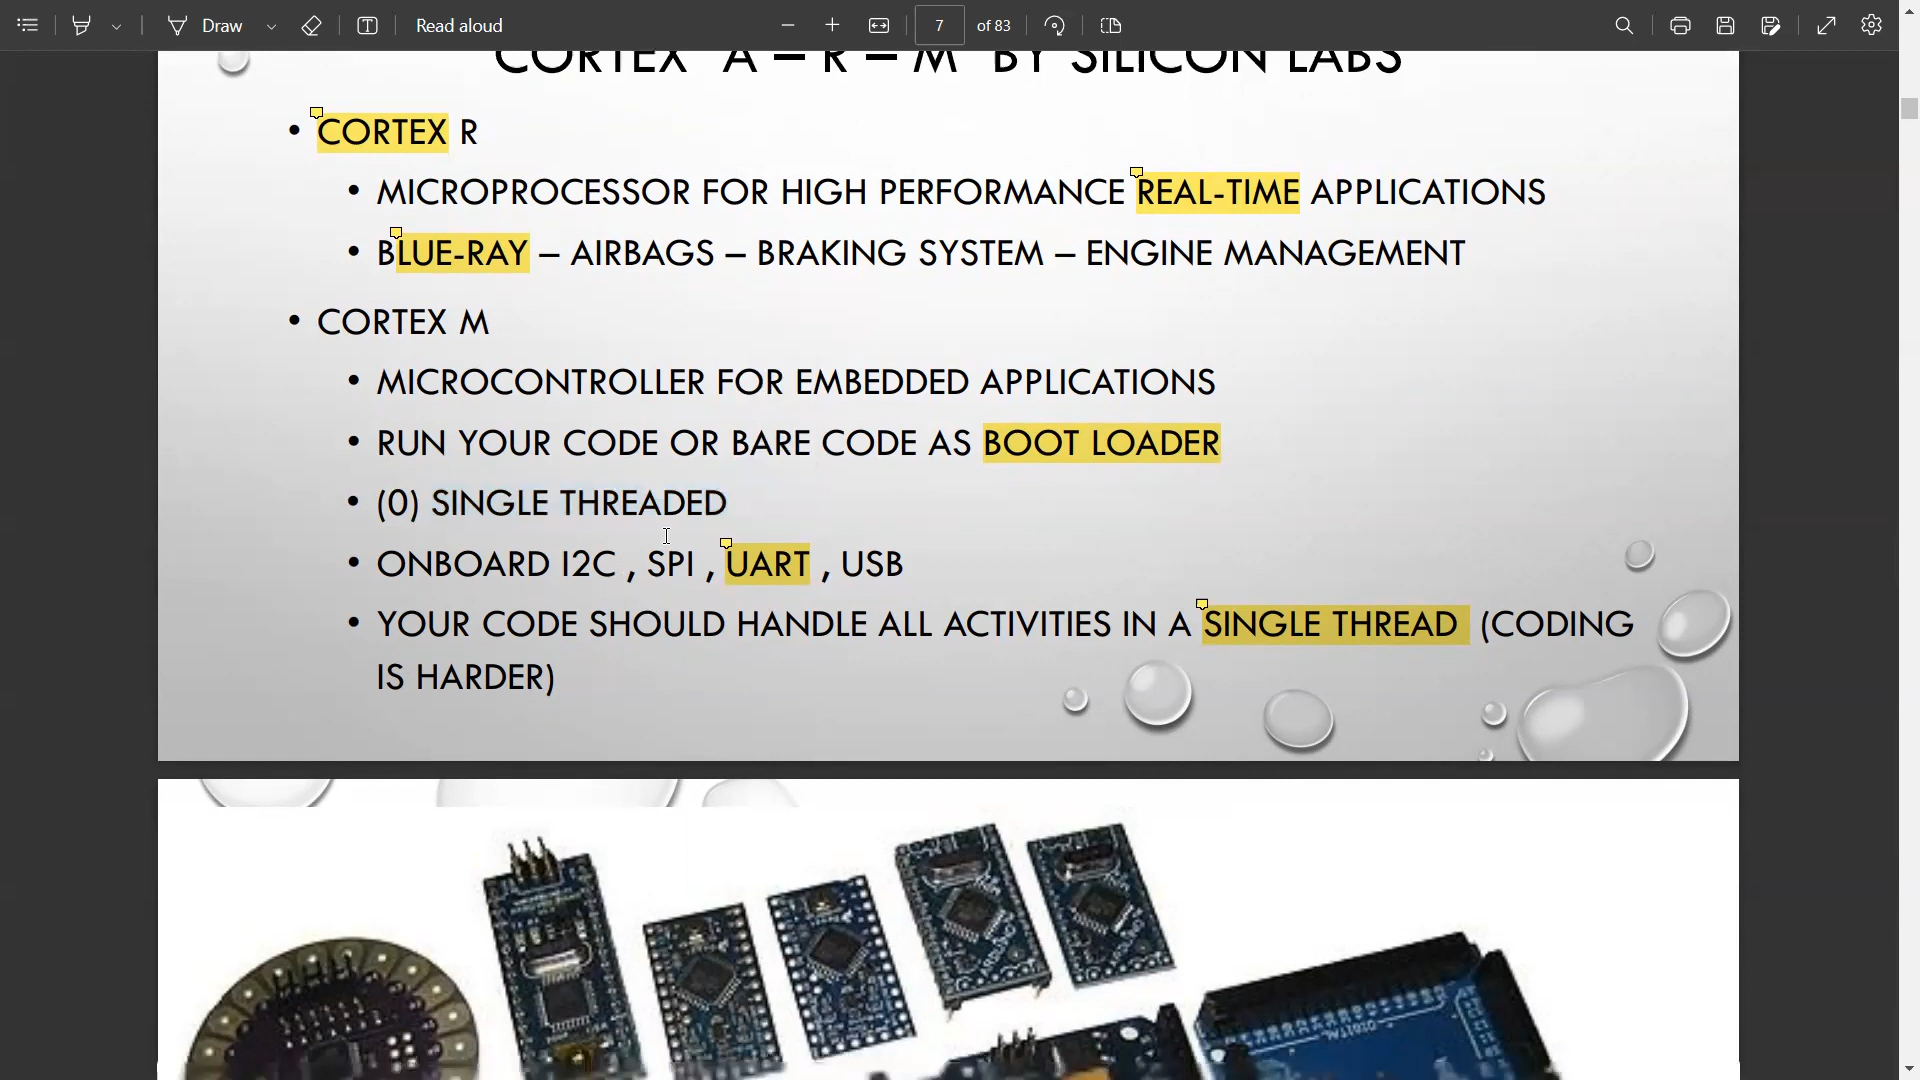 Draw
Read aloud
7 of 83
CORTEX "A – R – M" BY SILICON LABS
• CORTEX R
• MICROPROCESSOR FOR HIGH PERFORMANCE REAL-TIME APPLICATIONS
• BLUE-RAY – AIRBAGS – BRAKING SYSTEM – ENGINE MANAGEMENT
• CORTEX M
• MICROCONTROLLER FOR EMBEDDED APPLICATIONS
• RUN YOUR CODE OR BARE CODE AS BOOT LOADER
• (0) SINGLE THREADED
• ONBOARD I2C , SPI , UART , USB
• YOUR CODE SHOULD HANDLE ALL ACTIVITIES IN A SINGLE THREAD (CODING
IS HARDER)